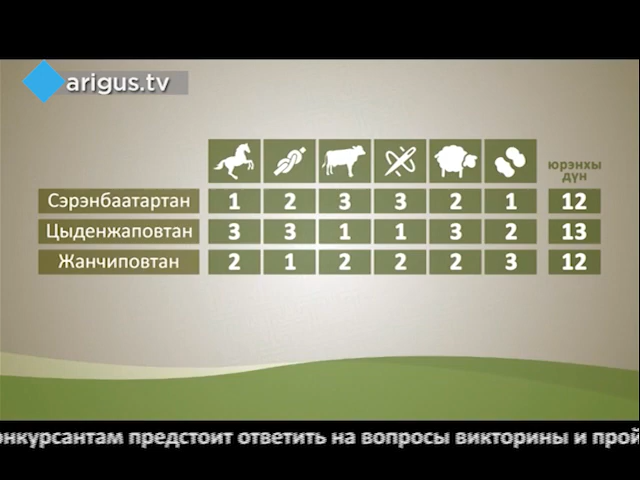 arigus.tv
юрэнхы
дүн
Сэрэнбаатартан 1 2 3 3 2 1 12
Цыденжаповтан 3 3 1 1 3 2 13
Жанчиповтан 2 1 2 2 2 3 12
онкурсантам предстоит ответить на вопросы викторины и прой